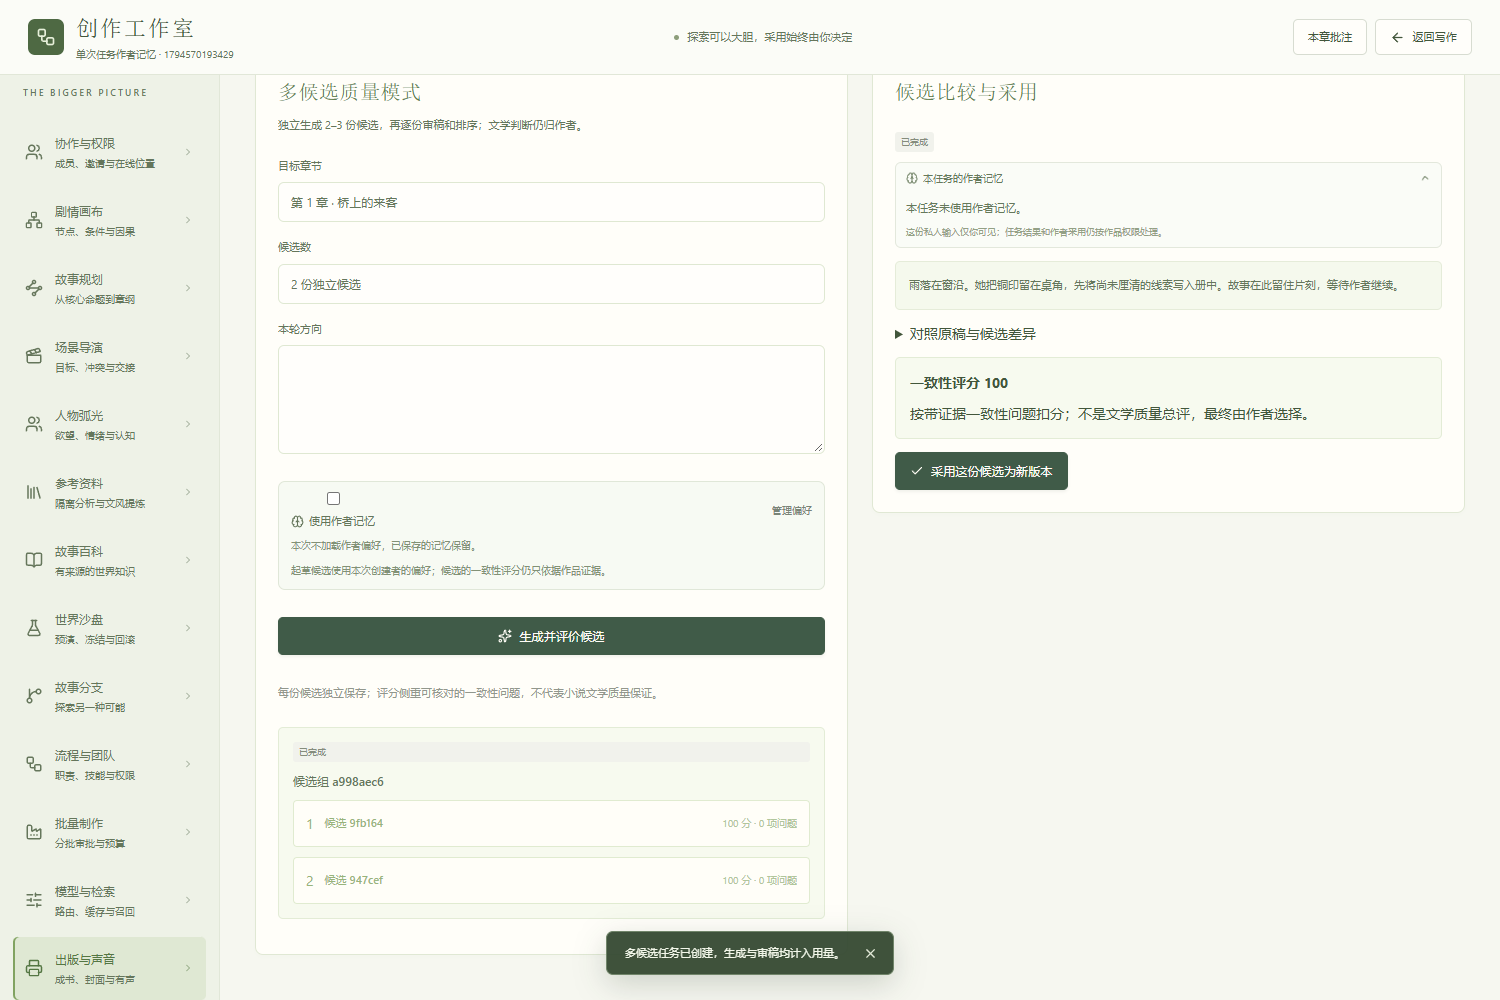 创作工作室
单次任务作者记忆 · 1794570193429
探索可以大胆，采用始终由你决定
本章批注
返回写作
THE BIGGER PICTURE
协作与权限
成员、邀请与在线位置
剧情画布
节点、条件与因果
故事规划
从核心命题到章纲
场景导演
目标、冲突与交接
人物弧光
欲望、情绪与认知
参考资料
隔离分析与文风提炼
故事百科
有来源的世界知识
世界沙盘
预演、冻结与回滚
故事分支
探索另一种可能
流程与团队
职责、技能与权限
批量制作
分批审批与预算
模型与检索
路由、缓存与召回
出版与声音
成书、封面与有声
多候选质量模式
独立生成 2–3 份候选，再逐份审稿和排序；文学判断仍归作者。
目标章节
第 1 章 · 桥上的来客
候选数
2 份独立候选
本轮方向
使用作者记忆
管理偏好
本次不加载作者偏好，已保存的记忆保留。
起草候选使用本次创建者的偏好；候选的一致性评分仍只依据作品证据。
生成并评价候选
每份候选独立保存；评分侧重可核对的一致性问题，不代表小说文学质量保证。
已完成
候选组 a998aec6
1 候选 9fb164 100 分 · 0 项问题
2 候选 947cef 100 分 · 0 项问题
候选比较与采用
已完成
本任务的作者记忆
本任务未使用作者记忆。
这份私人输入仅你可见；任务结果和作者采用仍按作品权限处理。
雨落在窗沿。她把铜印留在桌角，先将尚未厘清的线索写入册中。故事在此留住片刻，等待作者继续。
对照原稿与候选差异
一致性评分 100
按带证据一致性问题扣分；不是文学质量总评，最终由作者选择。
采用这份候选为新版本
多候选任务已创建，生成与审稿均计入用量。